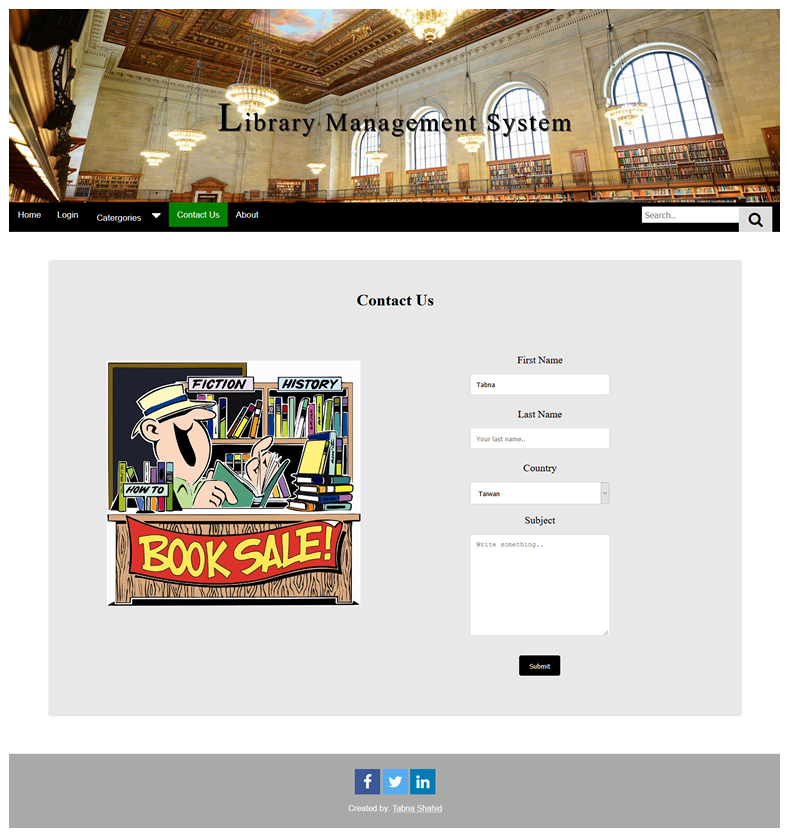 Library Management System
Home Login Catergories Contact Us About Search..
Contact Us
FICTION HISTORY
HOW TO
BOOK SALE!
First Name
Tabna
Last Name
Your last name..
Country
Taiwan
Subject
Write something..
Submit
f in
Created by: Tabna Shahid